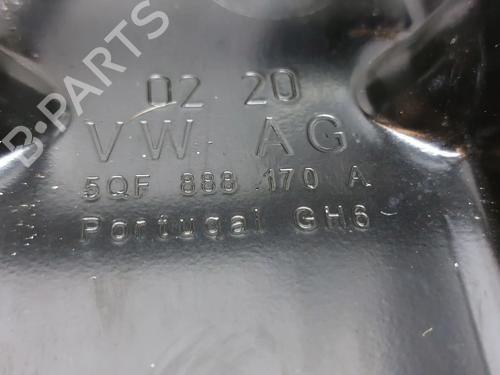 B-PARTS
02 20
VW AG
5QF 888 170 A
Portugal GH6